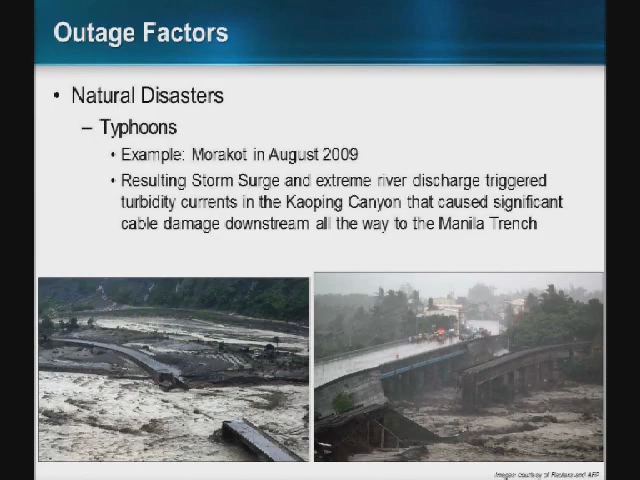 Outage Factors
• Natural Disasters
– Typhoons
• Example: Morakot in August 2009
• Resulting Storm Surge and extreme river discharge triggered
turbidity currents in the Kaoping Canyon that caused significant
cable damage downstream all the way to the Manila Trench
Images courtesy of Reuters and AFP